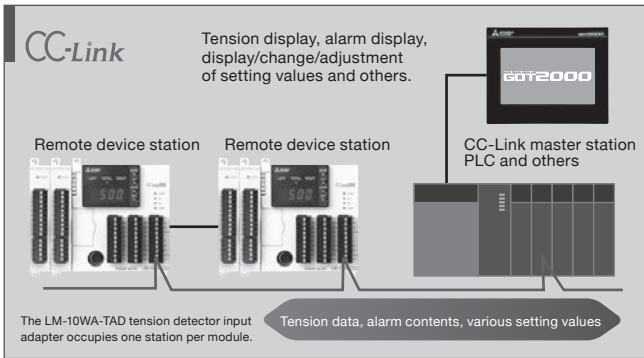 CC-Link
Tension display, alarm display,
display/change/adjustment
of setting values and others.
GOT2000
Remote device station
Remote device station
CC-Link master station
PLC and others
500
500
The LM-10WA-TAD tension detector input
adapter occupies one station per module.
Tension data, alarm contents, various setting values